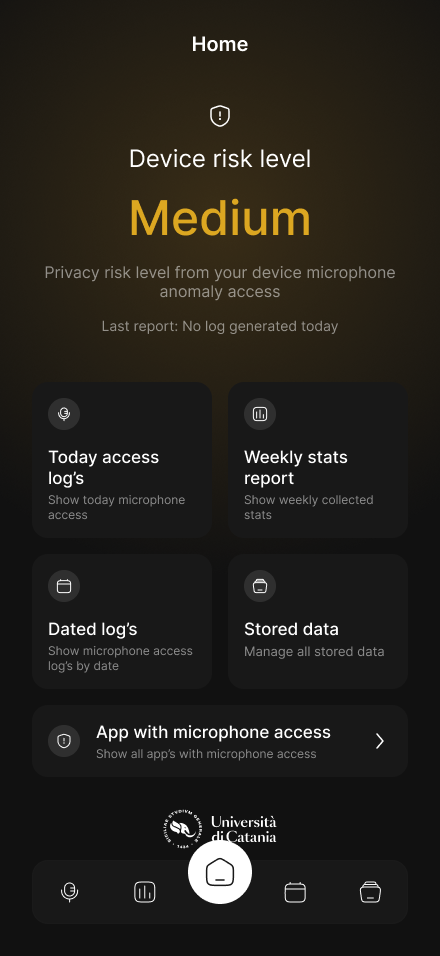 Home
Device risk level
Medium
Privacy risk level from your device microphone
anomaly access
Last report: No log generated today
Today access
log's
Show today microphone
access
Weekly stats
report
Show weekly collected
stats
Dated log's
Show microphone access
log's by date
Stored data
Manage all stored data
App with microphone access
Show all app's with microphone access
Università
di Catania